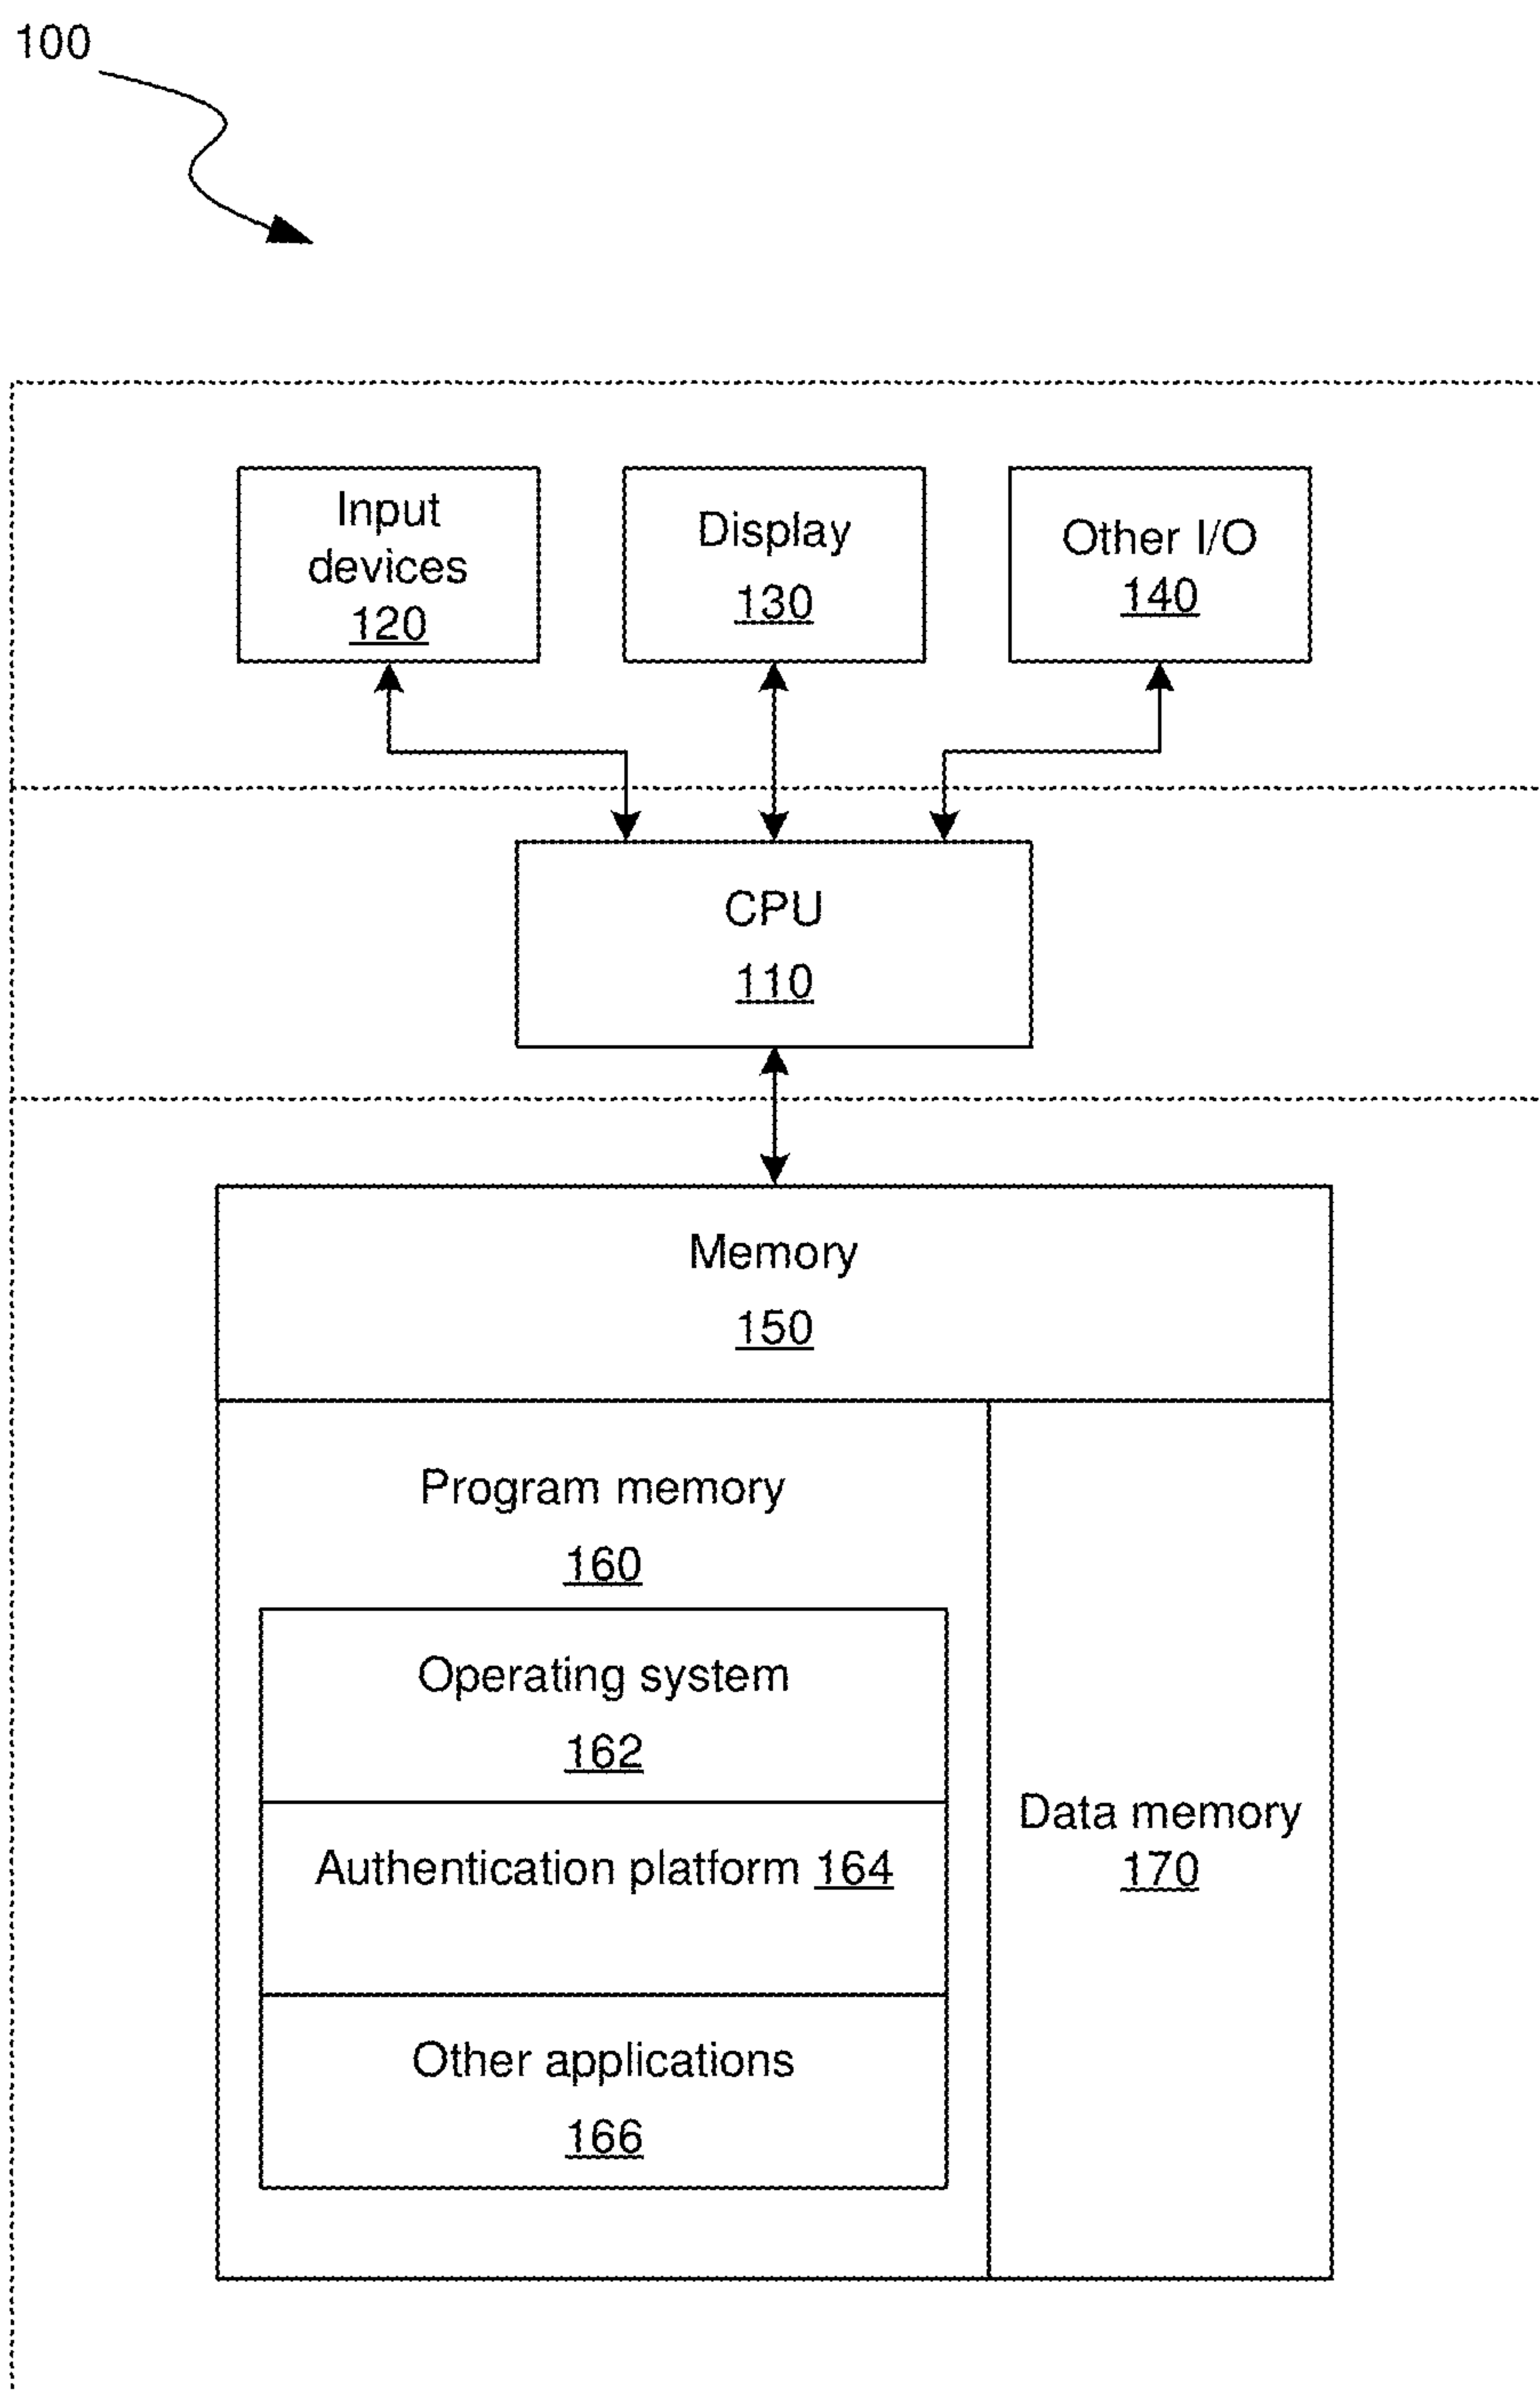 100
Input
devices
120
Display
130
Other I/O
140
CPU
110
Memory
150
Program memory
160
Operating system
162
Authentication platform 164
Other applications
166
Data memory
170